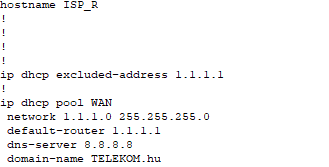 hostname ISP_R
!
!
!
!
ip dhcp excluded-address 1.1.1.1
!
ip dhcp pool WAN
 network 1.1.1.0 255.255.255.0
 default-router 1.1.1.1
 dns-server 8.8.8.8
 domain-name TELEKOM.hu